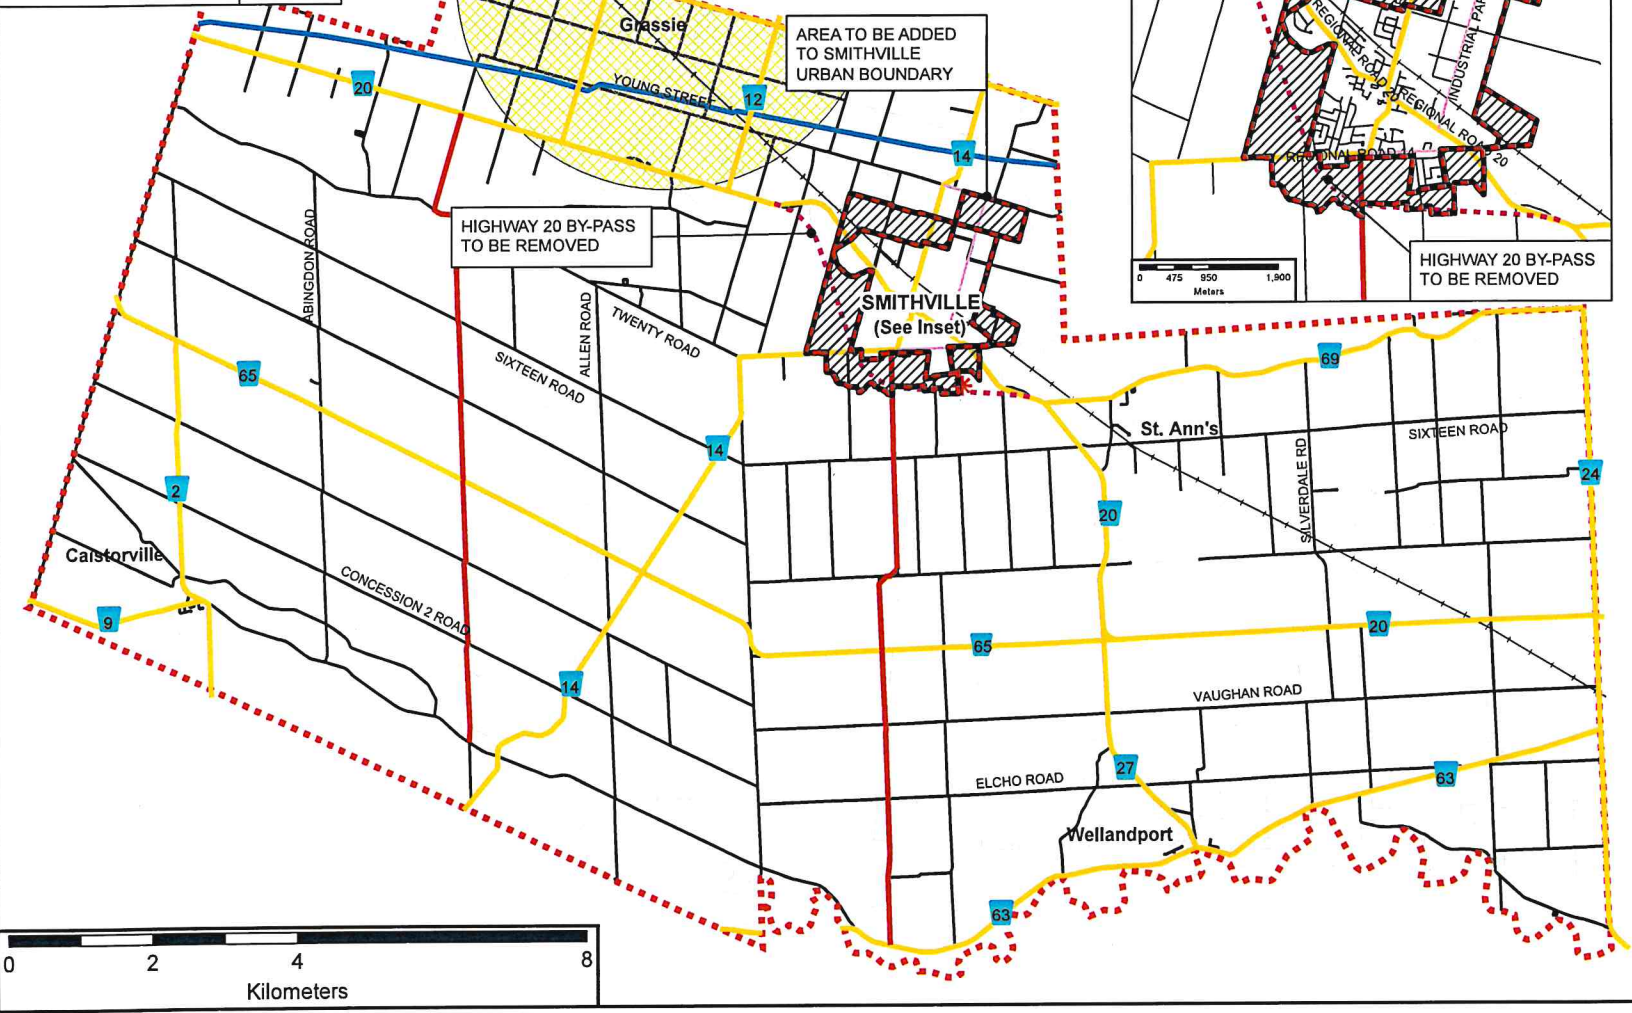 Grassie
AREA TO BE ADDED
TO SMITHVILLE
URBAN BOUNDARY
20
YOUNG STREET
12
14
HIGHWAY 20 BY-PASS
TO BE REMOVED
ABINGDON ROAD
ALLEN ROAD
TWENTY ROAD
SIXTEEN ROAD
SMITHVILLE
(See Inset)
REGIONAL ROAD
REGIONAL ROAD 20
INDUSTRIAL PAR
REGIONAL ROAD 14
HIGHWAY 20 BY-PASS
TO BE REMOVED
0 475 950 1,900
Meters
65
69
14
St. Ann's
SIXTEEN ROAD
SILVERDALE RD
24
2
20
Caistorville
CONCESSION 2 ROAD
9
65
20
14
VAUGHAN ROAD
27
ELCHO ROAD
63
Wellandport
63
0 2 4 8
Kilometers